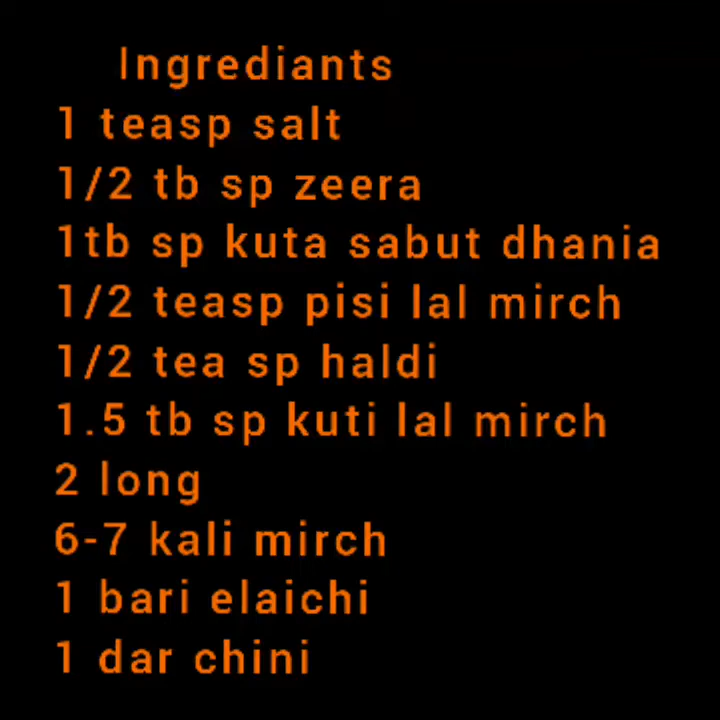 Ingrediants
1 teasp salt
1/2 tb sp zeera
1tb sp kuta sabut dhania
1/2 teasp pisi lal mirch
1/2 tea sp haldi
1.5 tb sp kuti lal mirch
2 long
6-7 kali mirch
1 bari elaichi
1 dar chini